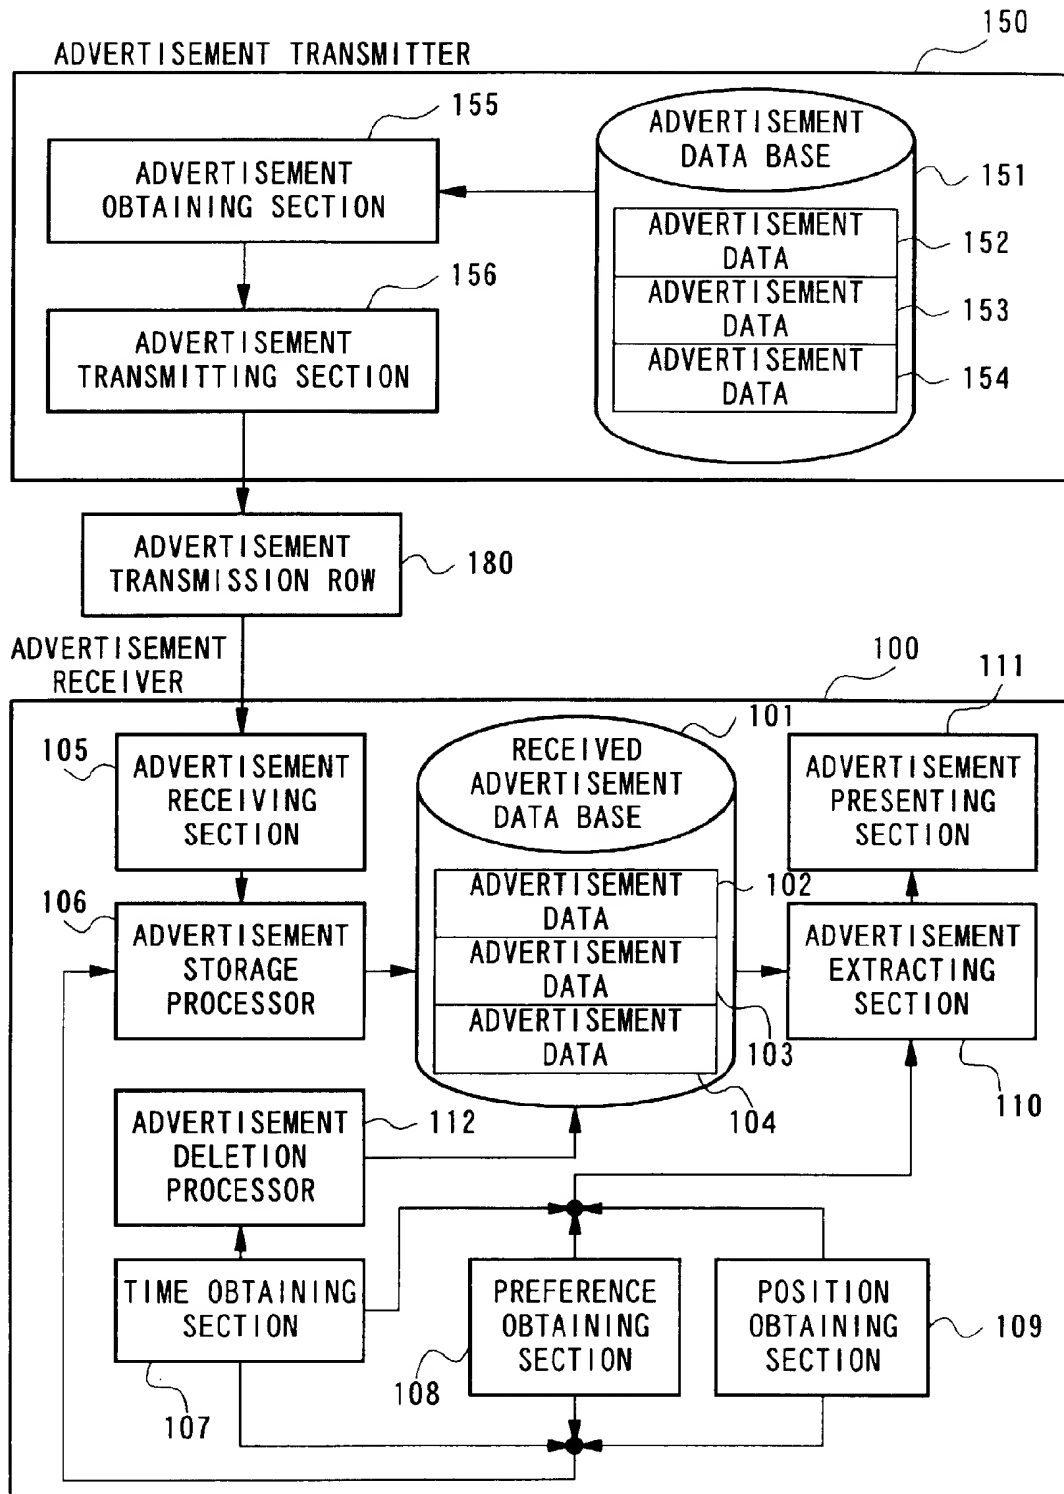 150
ADVERTISEMENT TRANSMITTER
155
ADVERTISEMENT
OBTAINING SECTION
156
ADVERTISEMENT
TRANSMITTING SECTION
ADVERTISEMENT
DATA BASE
151
ADVERTISEMENT
DATA
152
ADVERTISEMENT
DATA
153
ADVERTISEMENT
DATA
154
ADVERTISEMENT
TRANSMISSION ROW
180
ADVERTISEMENT
RECEIVER
100
105
ADVERTISEMENT
RECEIVING
SECTION
106
ADVERTISEMENT
STORAGE
PROCESSOR
101
RECEIVED
ADVERTISEMENT
DATA BASE
ADVERTISEMENT
DATA
102
ADVERTISEMENT
DATA
103
ADVERTISEMENT
DATA
104
111
ADVERTISEMENT
PRESENTING
SECTION
ADVERTISEMENT
EXTRACTING
SECTION
110
ADVERTISEMENT
DELETION
PROCESSOR
112
TIME OBTAINING
SECTION
107
PREFERENCE
OBTAINING
SECTION
108
POSITION
OBTAINING
SECTION
109